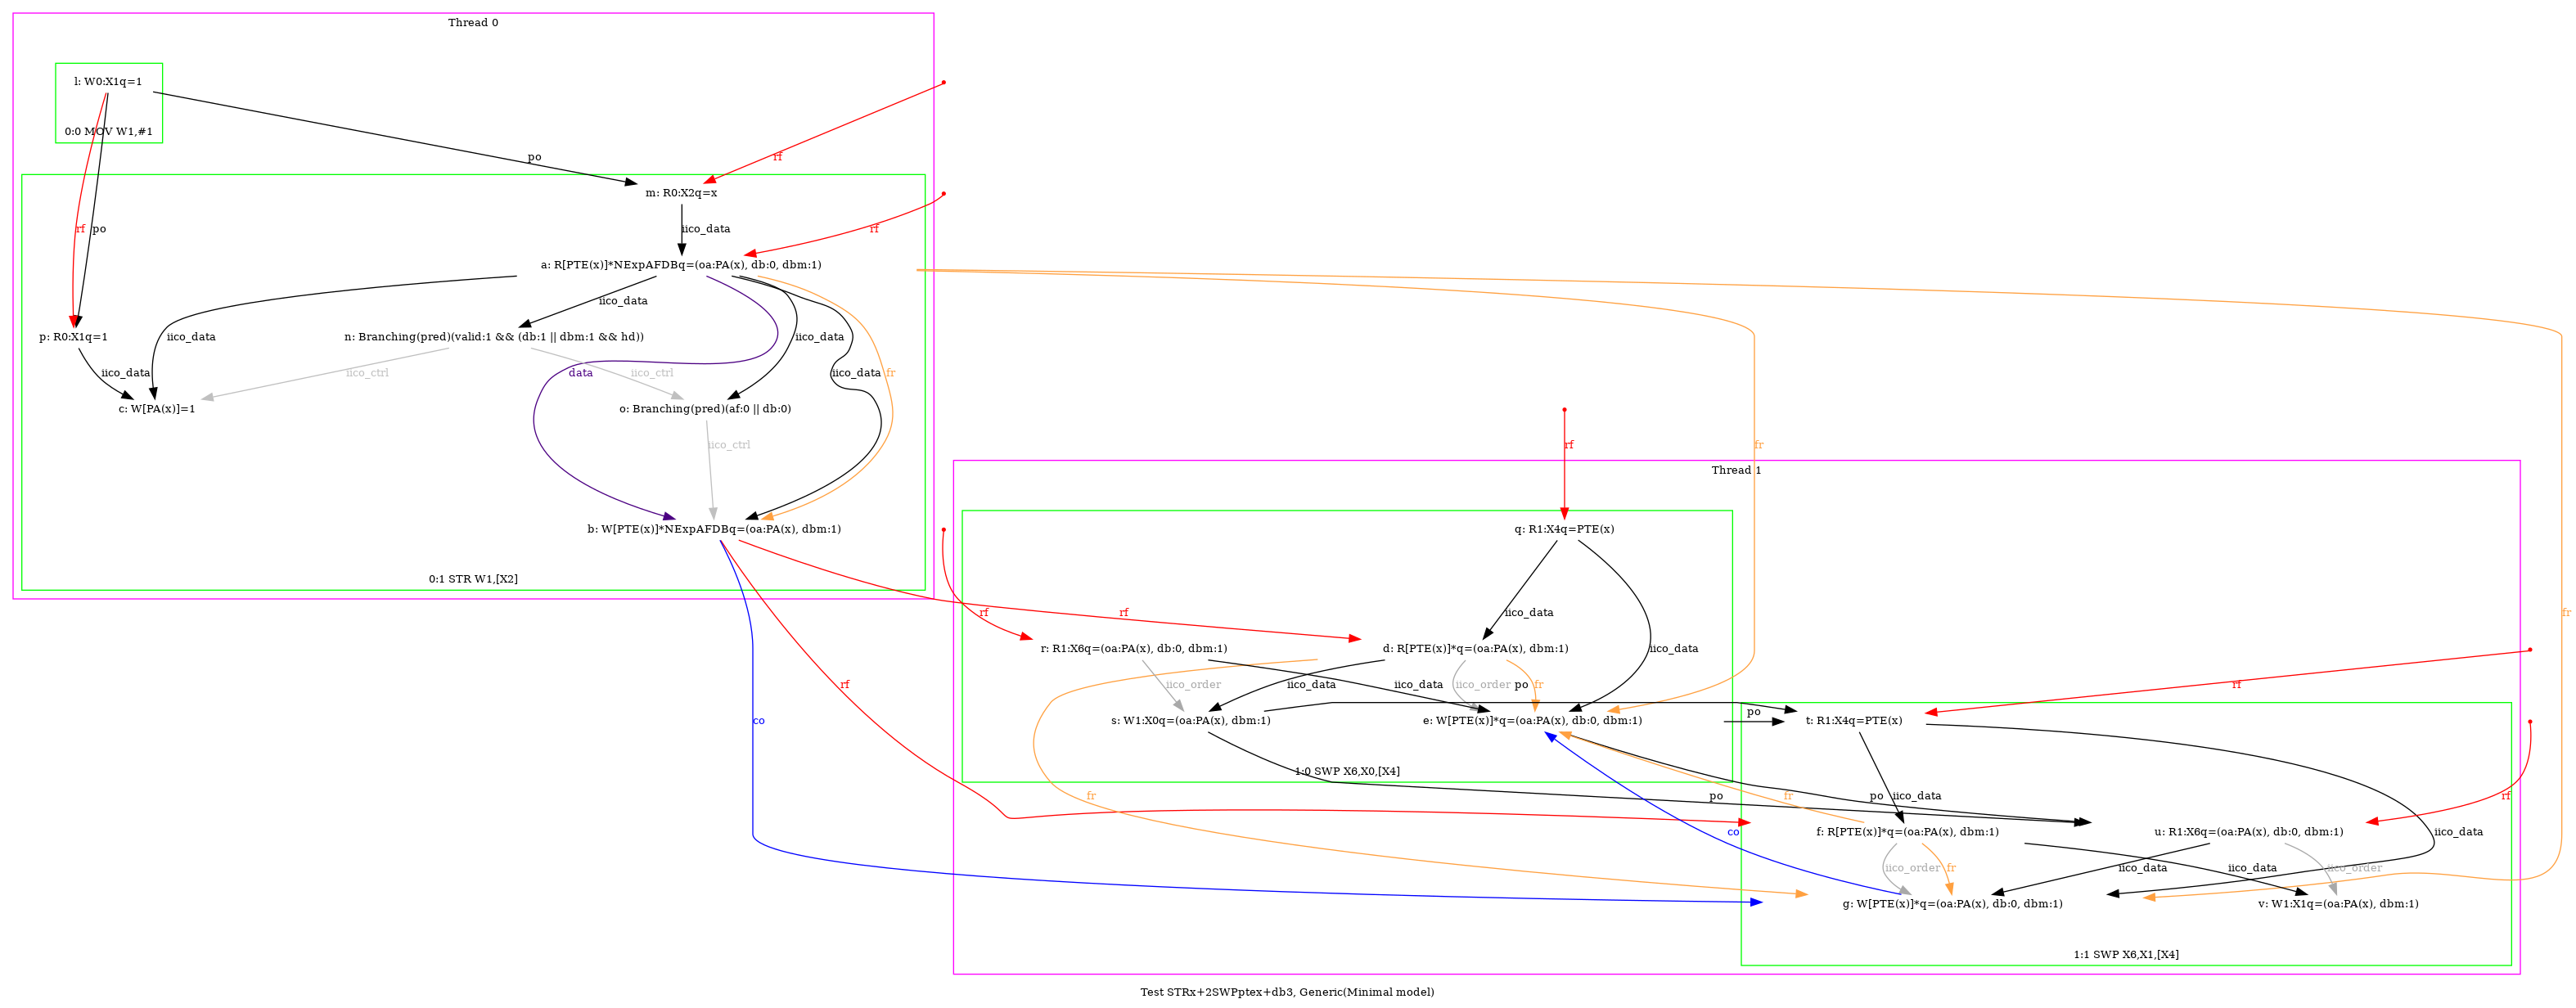 Thread 0
l: W0:X1q=1
0:0 MOV W1,#1
po
rf
m: R0:X2q=x
rf
po
iico_data
rf
a: R[PTE(x)]*NExpAFDBq=(oa:PA(x), db:0, dbm:1)
iico_data
p: R0:X1q=1
iico_data
n: Branching(pred)(valid:1 && (db:1 || dbm:1 && hd))
iico_data
iico_data
iico_ctrl
data
iico_ctrl
iico_data
fr
c: W[PA(x)]=1
o: Branching(pred)(af:0 || db:0)
iico_ctrl
rf
fr
Thread 1
b: W[PTE(x)]*NExpAFDBq=(oa:PA(x), dbm:1)
q: R1:X4q=PTE(x)
0:1 STR W1,[X2]
rf
rf
iico_data
fr
r: R1:X6q=(oa:PA(x), db:0, dbm:1)
d: R[PTE(x)]*q=(oa:PA(x), dbm:1)
iico_data
rf
iico_order
iico_data
iico_data
iico_order
po
fr
rf
co
s: W1:X0q=(oa:PA(x), dbm:1)
e: W[PTE(x)]*q=(oa:PA(x), db:0, dbm:1)
po
t: R1:X4q=PTE(x)
1:0 SWP X6,X0,[X4]
fr
po
fr
po
iico_data
rf
co
f: R[PTE(x)]*q=(oa:PA(x), dbm:1)
u: R1:X6q=(oa:PA(x), db:0, dbm:1)
iico_data
iico_order
fr
iico_data
iico_data
iico_order
g: W[PTE(x)]*q=(oa:PA(x), db:0, dbm:1)
v: W1:X1q=(oa:PA(x), dbm:1)
1:1 SWP X6,X1,[X4]
Test STRx+2SWPptex+db3, Generic(Minimal model)